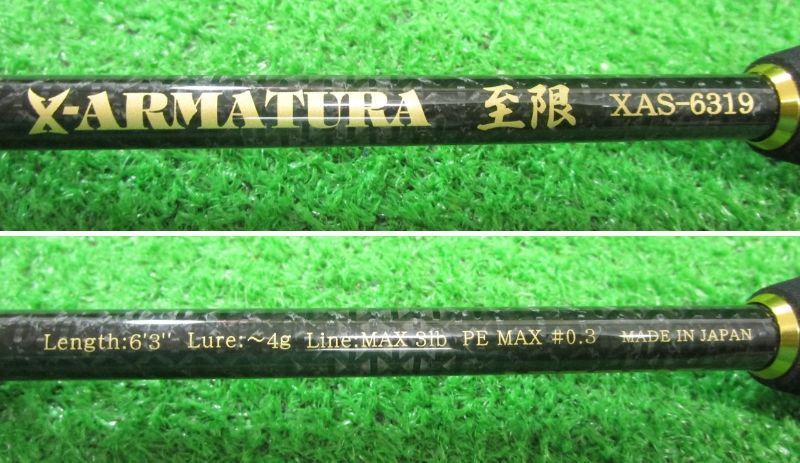 X-ARMATURA 至限 XAS-6319
Length:6'3" Lure:~4g Line:MAX 3lb PE MAX #0.3 MADE IN JAPAN